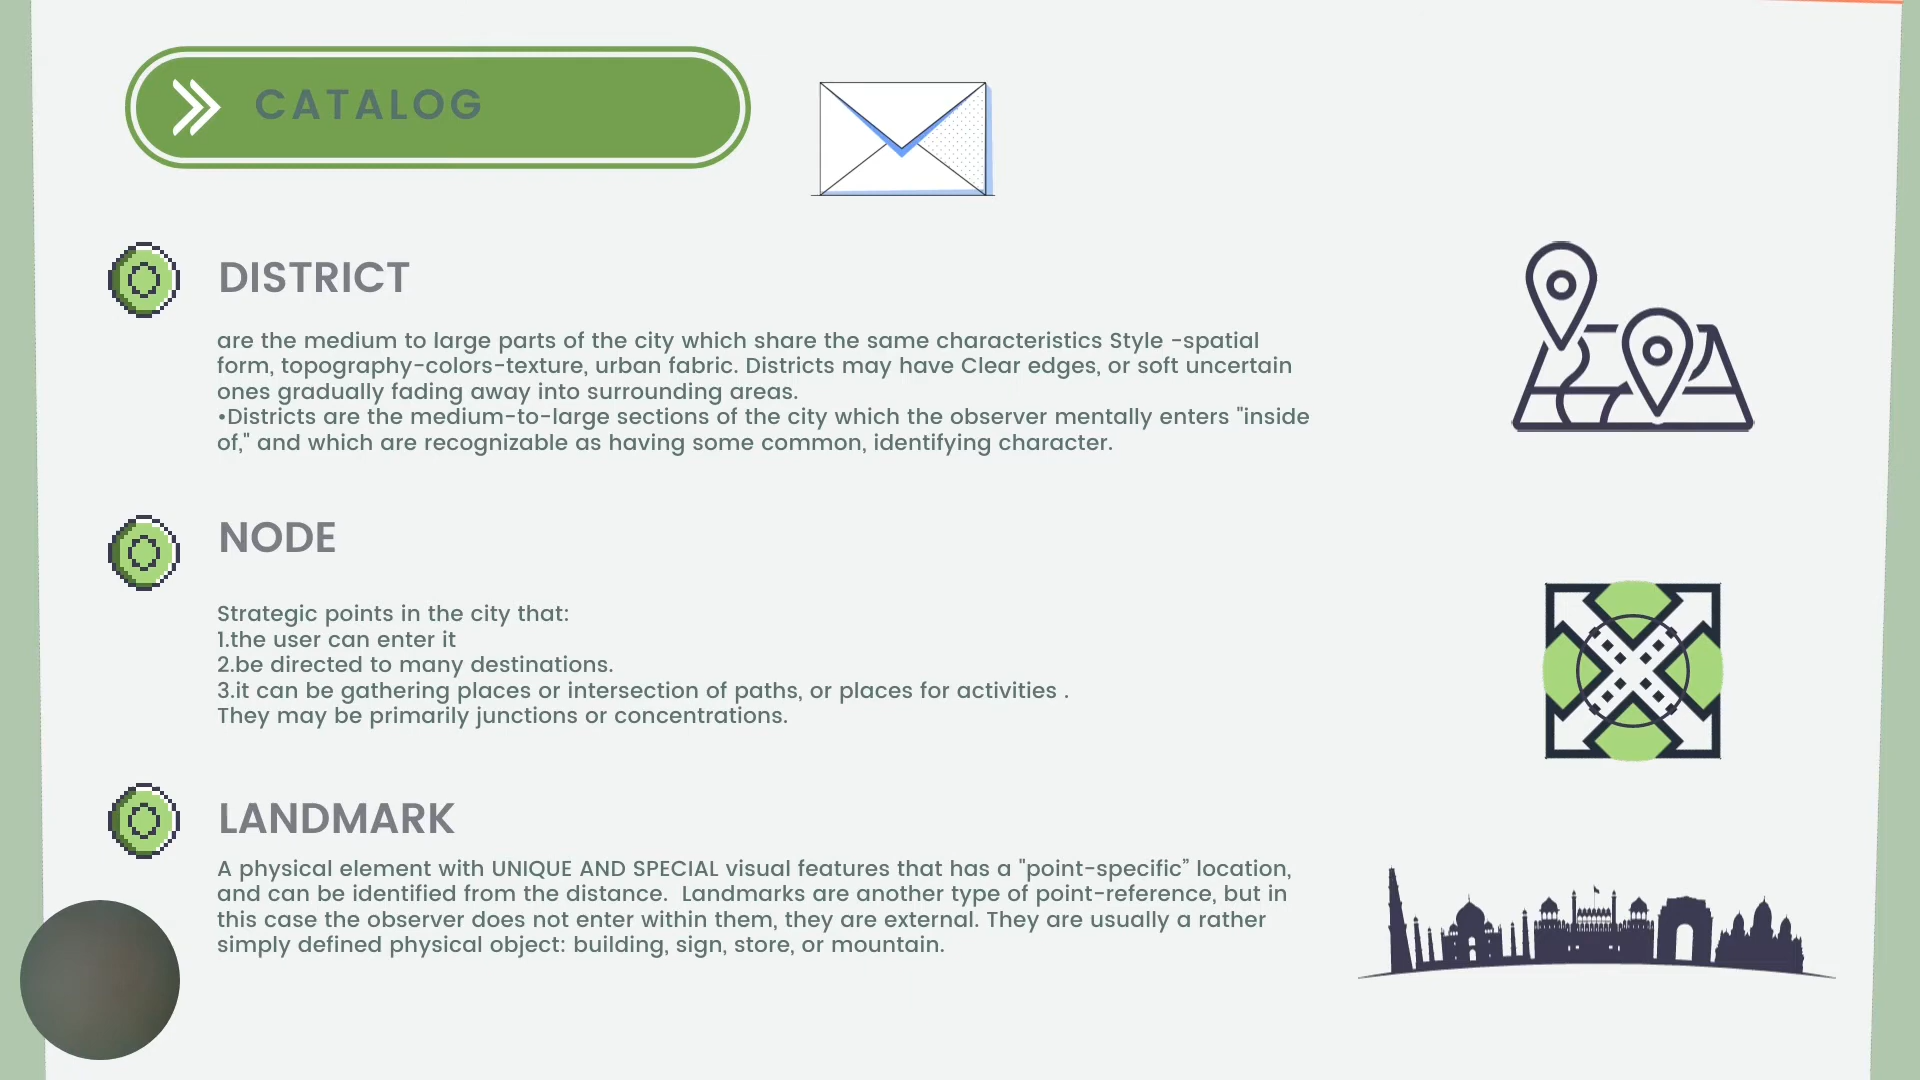 CATALOG
DISTRICT
are the medium to large parts of the city which share the same characteristics Style -spatial
form, topography-colors-texture, urban fabric. Districts may have Clear edges, or soft uncertain
ones gradually fading away into surrounding areas.
•Districts are the medium-to-large sections of the city which the observer mentally enters "inside
of," and which are recognizable as having some common, identifying character.
NODE
Strategic points in the city that:
1.the user can enter it
2.be directed to many destinations.
3.it can be gathering places or intersection of paths, or places for activities .
They may be primarily junctions or concentrations.
LANDMARK
A physical element with UNIQUE AND SPECIAL visual features that has a "point-specific” location,
and can be identified from the distance.  Landmarks are another type of point-reference, but in
this case the observer does not enter within them, they are external. They are usually a rather
simply defined physical object: building, sign, store, or mountain.